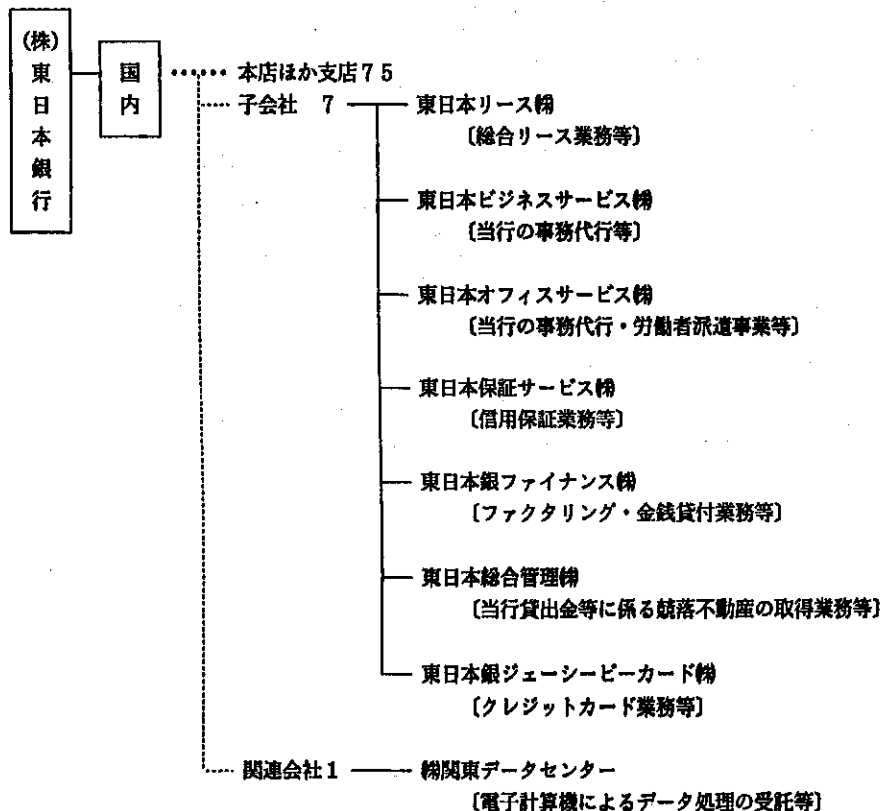 (株)東日本銀行
国内
本店ほか支店75
子会社 7
東日本リース㈱
〔総合リース業務等〕
東日本ビジネスサービス㈱
〔当行の事務代行等〕
東日本オフィスサービス㈱
〔当行の事務代行・労働者派遣事業等〕
東日本保証サービス㈱
〔信用保証業務等〕
東日本銀ファイナンス㈱
〔ファクタリング・金銭貸付業務等〕
東日本総合管理㈱
〔当行貸出金等に係る競落不動産の取得業務等〕
東日本銀ジェーシービーカード㈱
〔クレジットカード業務等〕
関連会社1
㈱関東データセンター
〔電子計算機によるデータ処理の受託等〕